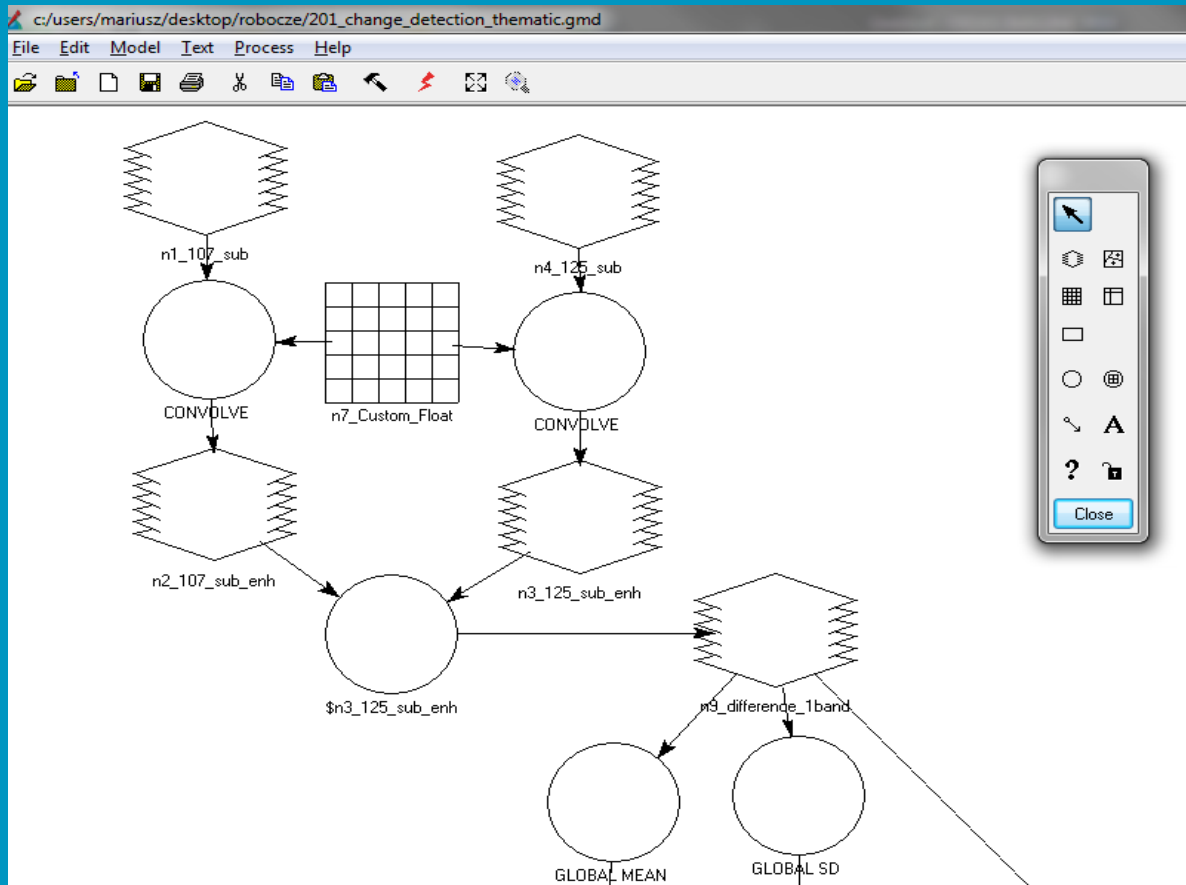 c:/users/mariusz/desktop/robocze/201_change_detection_thematic.gmd
File Edit Model Text Process Help
n1_107_sub
n4_125_sub
CONVOLVE
n7_Custom_Float
CONVOLVE
n2_107_sub_enh
n3_125_sub_enh
$n3_125_sub_enh
n9_difference_1band
GLOBAL MEAN
GLOBAL SD
A
?
Close